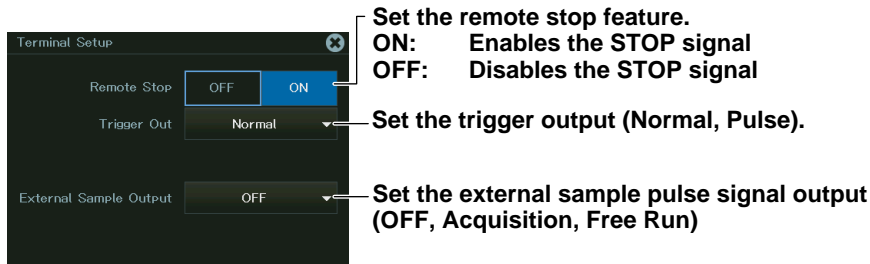 Terminal Setup
Remote Stop OFF ON
Trigger Out Normal
External Sample Output OFF
Set the remote stop feature.
ON: Enables the STOP signal
OFF: Disables the STOP signal
Set the trigger output (Normal, Pulse).
Set the external sample pulse signal output
(OFF, Acquisition, Free Run)